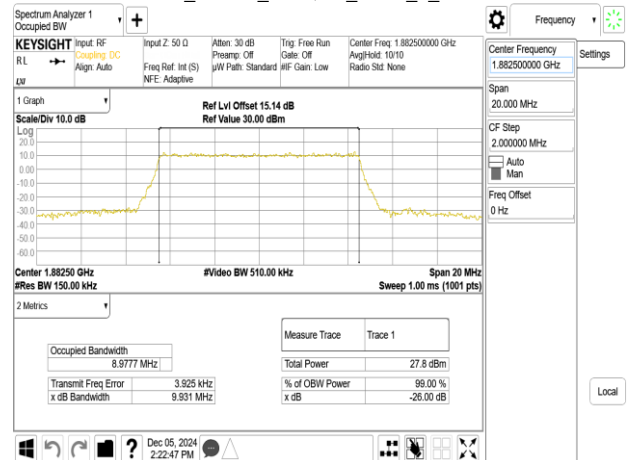 Spectrum Analyzer 1
Occupied BW
Frequency
KEYSIGHT
Input: RF
Input Z: 50 Ω
Atten: 30 dB
Trig: Free Run
Center Freq: 1.882500000 GHz
RL
Coupling: DC
Preamp: Off
Gate: Off
Avg|Hold: 10/10
Align: Auto
Freq Ref: Int (S)
µW Path: Standard
#IF Gain: Low
Radio Std: None
NFE: Adaptive
LXI
Center Frequency
1.882500000 GHz
Settings
Span
20.000 MHz
CF Step
2.000000 MHz
Auto
Man
Freq Offset
0 Hz
Local
1 Graph
Ref Lvl Offset 15.14 dB
Scale/Div 10.0 dB
Ref Value 30.00 dBm
Log
20.0
10.0
0.00
-10.0
-20.0
-30.0
-40.0
-50.0
-60.0
Center 1.88250 GHz
#Video BW 510.00 kHz
Span 20 MHz
#Res BW 150.00 kHz
Sweep 1.00 ms (1001 pts)
2 Metrics
Measure Trace
Trace 1
Occupied Bandwidth
8.9777 MHz
Total Power
27.8 dBm
Transmit Freq Error
3.925 kHz
% of OBW Power
99.00 %
x dB Bandwidth
9.931 MHz
x dB
-26.00 dB
?
Dec 05, 2024
2:22:47 PM